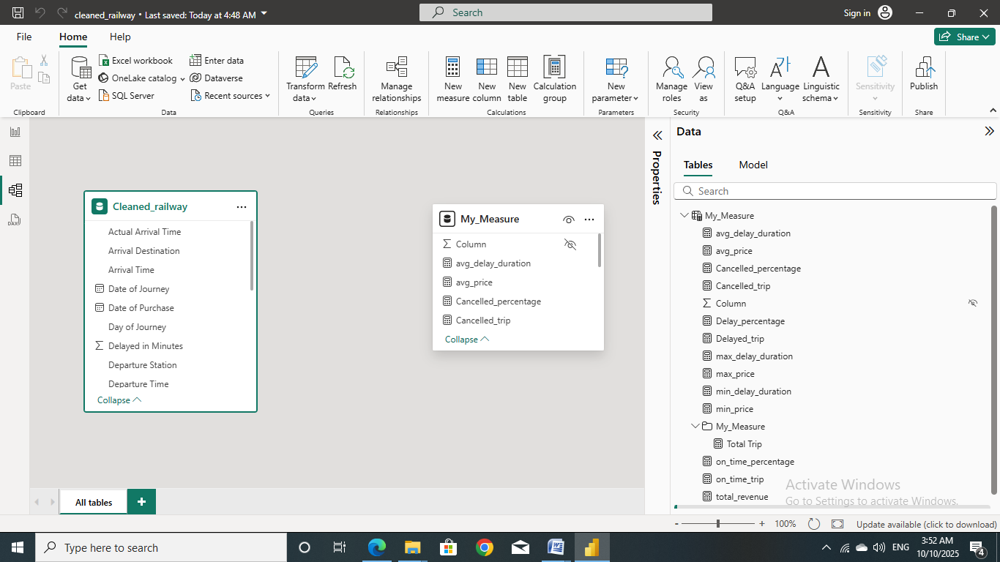 cleaned_railway • Last saved: Today at 4:48 AM
Search
Sign in
File
Home
Help
Share
Paste
Get data
Excel workbook
OneLake catalog
SQL Server
Enter data
Dataverse
Recent sources
Transform data
Refresh
Manage relationships
New measure
New column
New table
Calculation group
New parameter
Manage roles
View as
Q&A setup
Language
Linguistic schema
Sensitivity
Publish
Clipboard
Data
Queries
Relationships
Calculations
Parameters
Security
Q&A
Sensitivity
Share
DAX
Cleaned_railway
Actual Arrival Time
Arrival Destination
Arrival Time
Date of Journey
Date of Purchase
Day of Journey
Delayed in Minutes
Departure Station
Departure Time
Collapse
My_Measure
Column
avg_delay_duration
avg_price
Cancelled_percentage
Cancelled_trip
Collapse
All tables
Properties
Data
Tables
Model
Search
My_Measure
avg_delay_duration
avg_price
Cancelled_percentage
Cancelled_trip
Column
Delay_percentage
Delayed_trip
max_delay_duration
max_price
min_delay_duration
min_price
My_Measure
Total Trip
on_time_percentage
on_time_trip
total_revenue
Activate Windows
Go to Settings to activate Windows.
- + 100%
Update available (click to download)
Type here to search
ENG
3:52 AM
10/10/2025
4